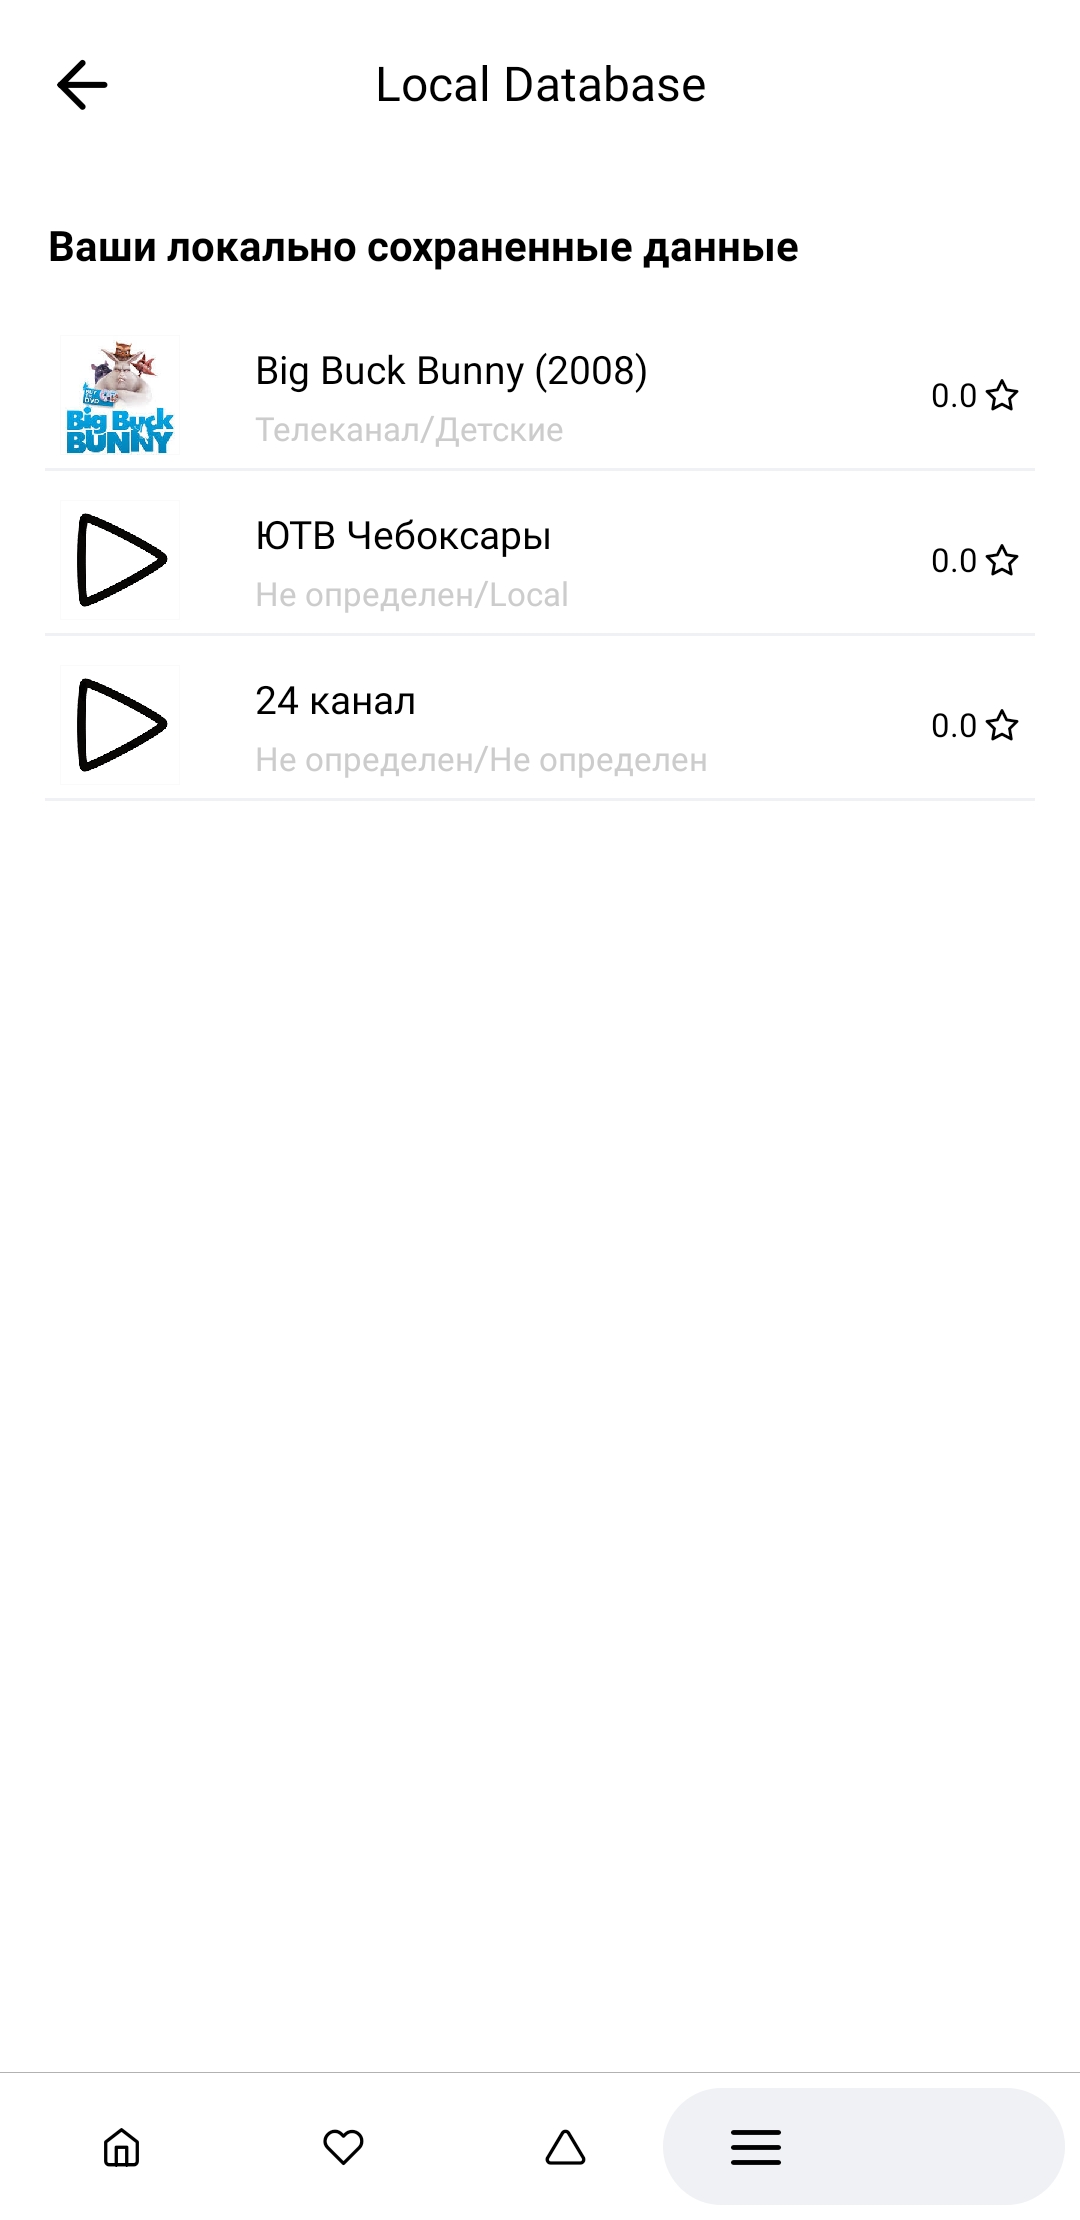 Local Database
Ваши локально сохраненные данные
Big Buck Bunny (2008)
Телеканал/Детские
0.0
Big Buck
BUNNY
ЮТВ Чебоксары
Не определен/Local
0.0
24 канал
Не определен/Не определен
0.0